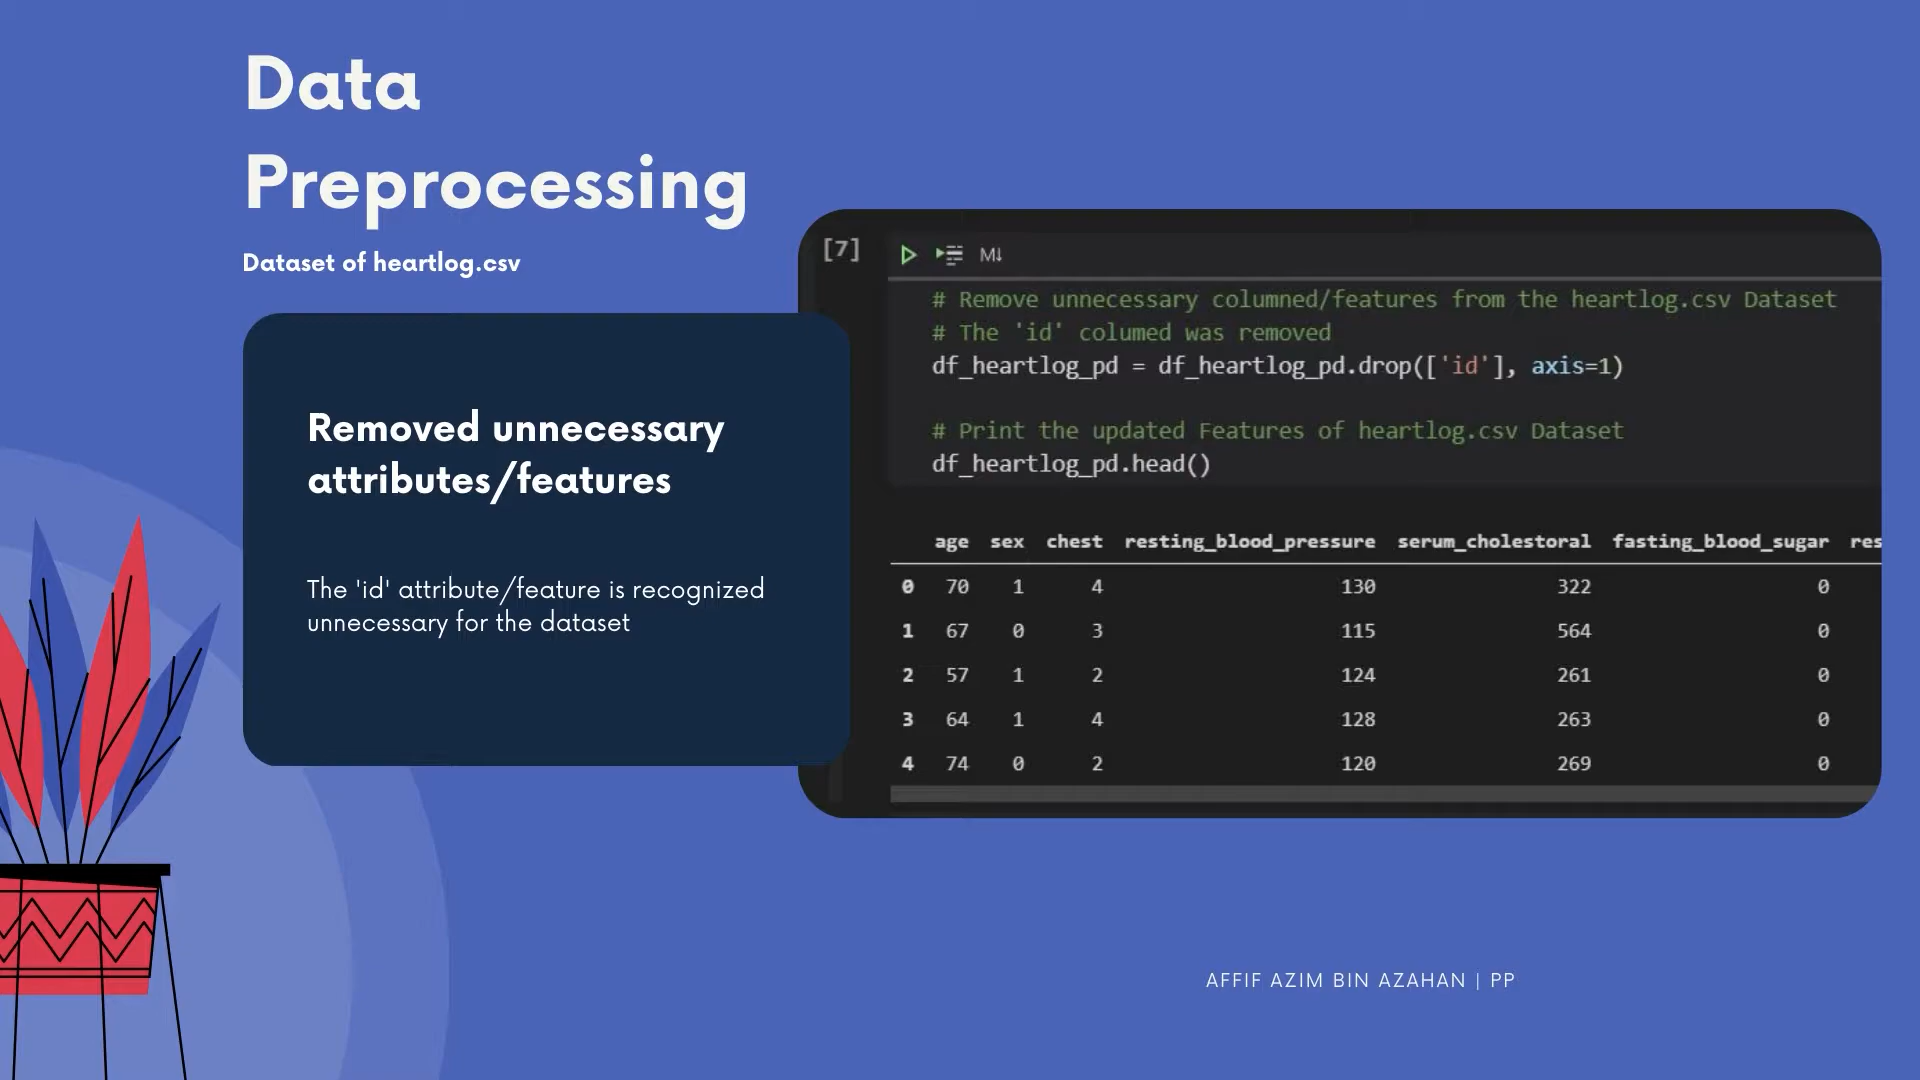 Data
Preprocessing
Dataset of heartlog.csv
Removed unnecessary
attributes/features
The 'id' attribute/feature is recognized
unnecessary for the dataset
[7]
M↓
# Remove unnecessary columned/features from the heartlog.csv Dataset
# The 'id' columed was removed
df_heartlog_pd = df_heartlog_pd.drop(['id'], axis=1)
# Print the updated Features of heartlog.csv Dataset
df_heartlog_pd.head()
age sex chest resting_blood_pressure serum_cholestoral fasting_blood_sugar res
0 70 1 4 130 322 0
1 67 0 3 115 564 0
2 57 1 2 124 261 0
3 64 1 4 128 263 0
4 74 0 2 120 269 0
AFFIF AZIM BIN AZAHAN | PP